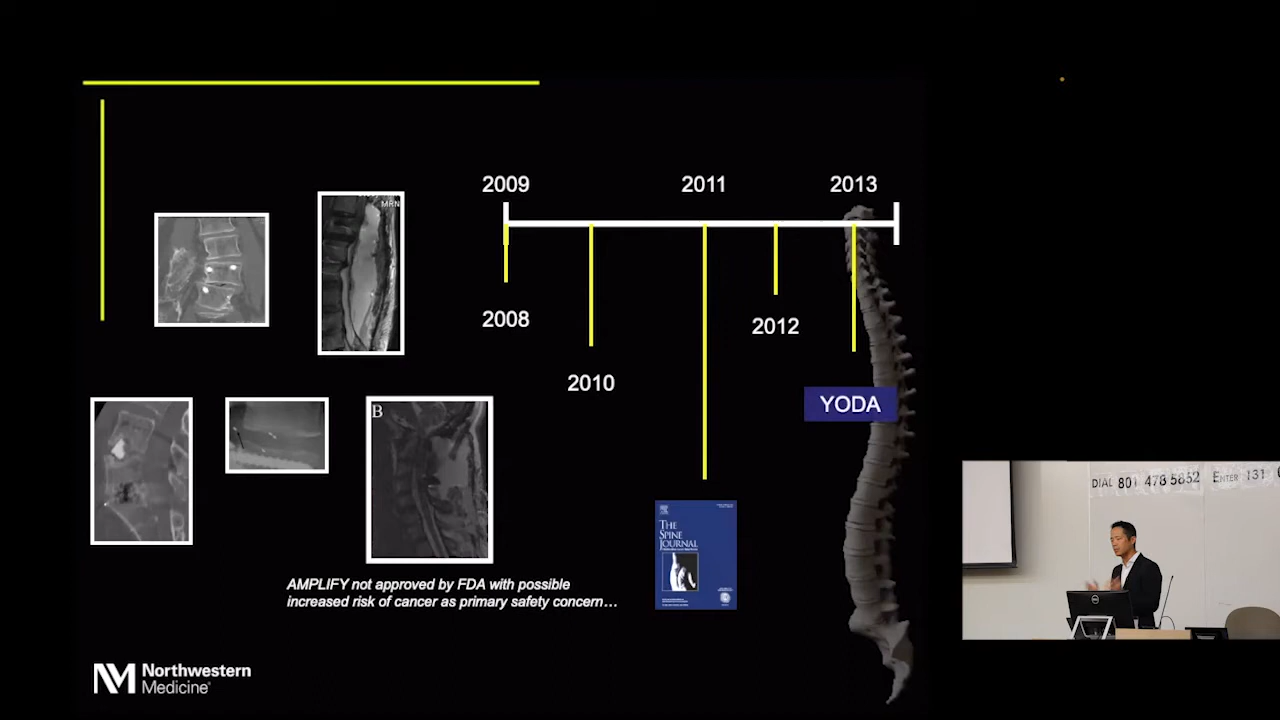 2009
2011
2013
MRN
2008
2012
2010
YODA
B
THE
SPINE
JOURNAL
AMPLIFY not approved by FDA with possible
increased risk of cancer as primary safety concern…
Northwestern
Medicine
DIAL 801 478 5852 ENTER 131
DELL